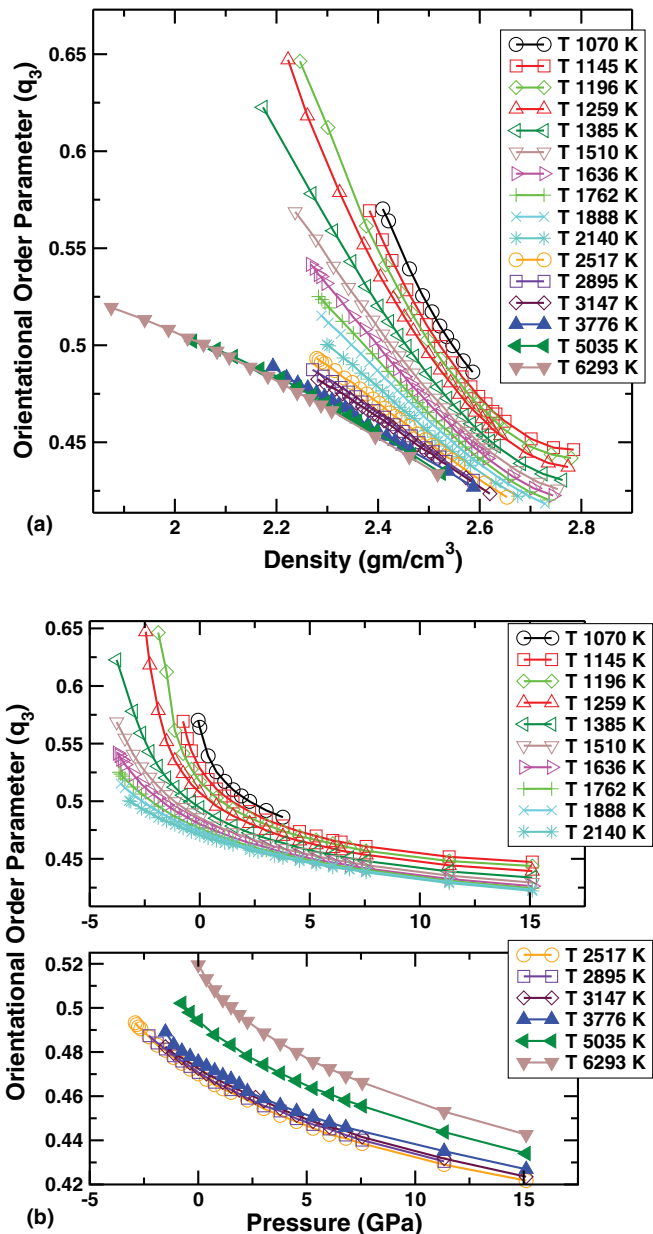 0.65
0.6
0.55
0.5
0.45
Orientational Order Parameter (q3)
T 1070 K
T 1145 K
T 1196 K
T 1259 K
T 1385 K
T 1510 K
T 1636 K
T 1762 K
T 1888 K
T 2140 K
T 2517 K
T 2895 K
T 3147 K
T 3776 K
T 5035 K
T 6293 K
2 2.2 2.4 2.6 2.8
(a)
Density (gm/cm3)
0.65
0.6
0.55
0.5
0.45
Orientational Order Parameter (q3)
T 1070 K
T 1145 K
T 1196 K
T 1259 K
T 1385 K
T 1510 K
T 1636 K
T 1762 K
T 1888 K
T 2140 K
-5 0 5 10 15
0.52
0.5
0.48
0.46
0.44
0.42
T 2517 K
T 2895 K
T 3147 K
T 3776 K
T 5035 K
T 6293 K
-5 0 5 10 15
(b)
Pressure (GPa)